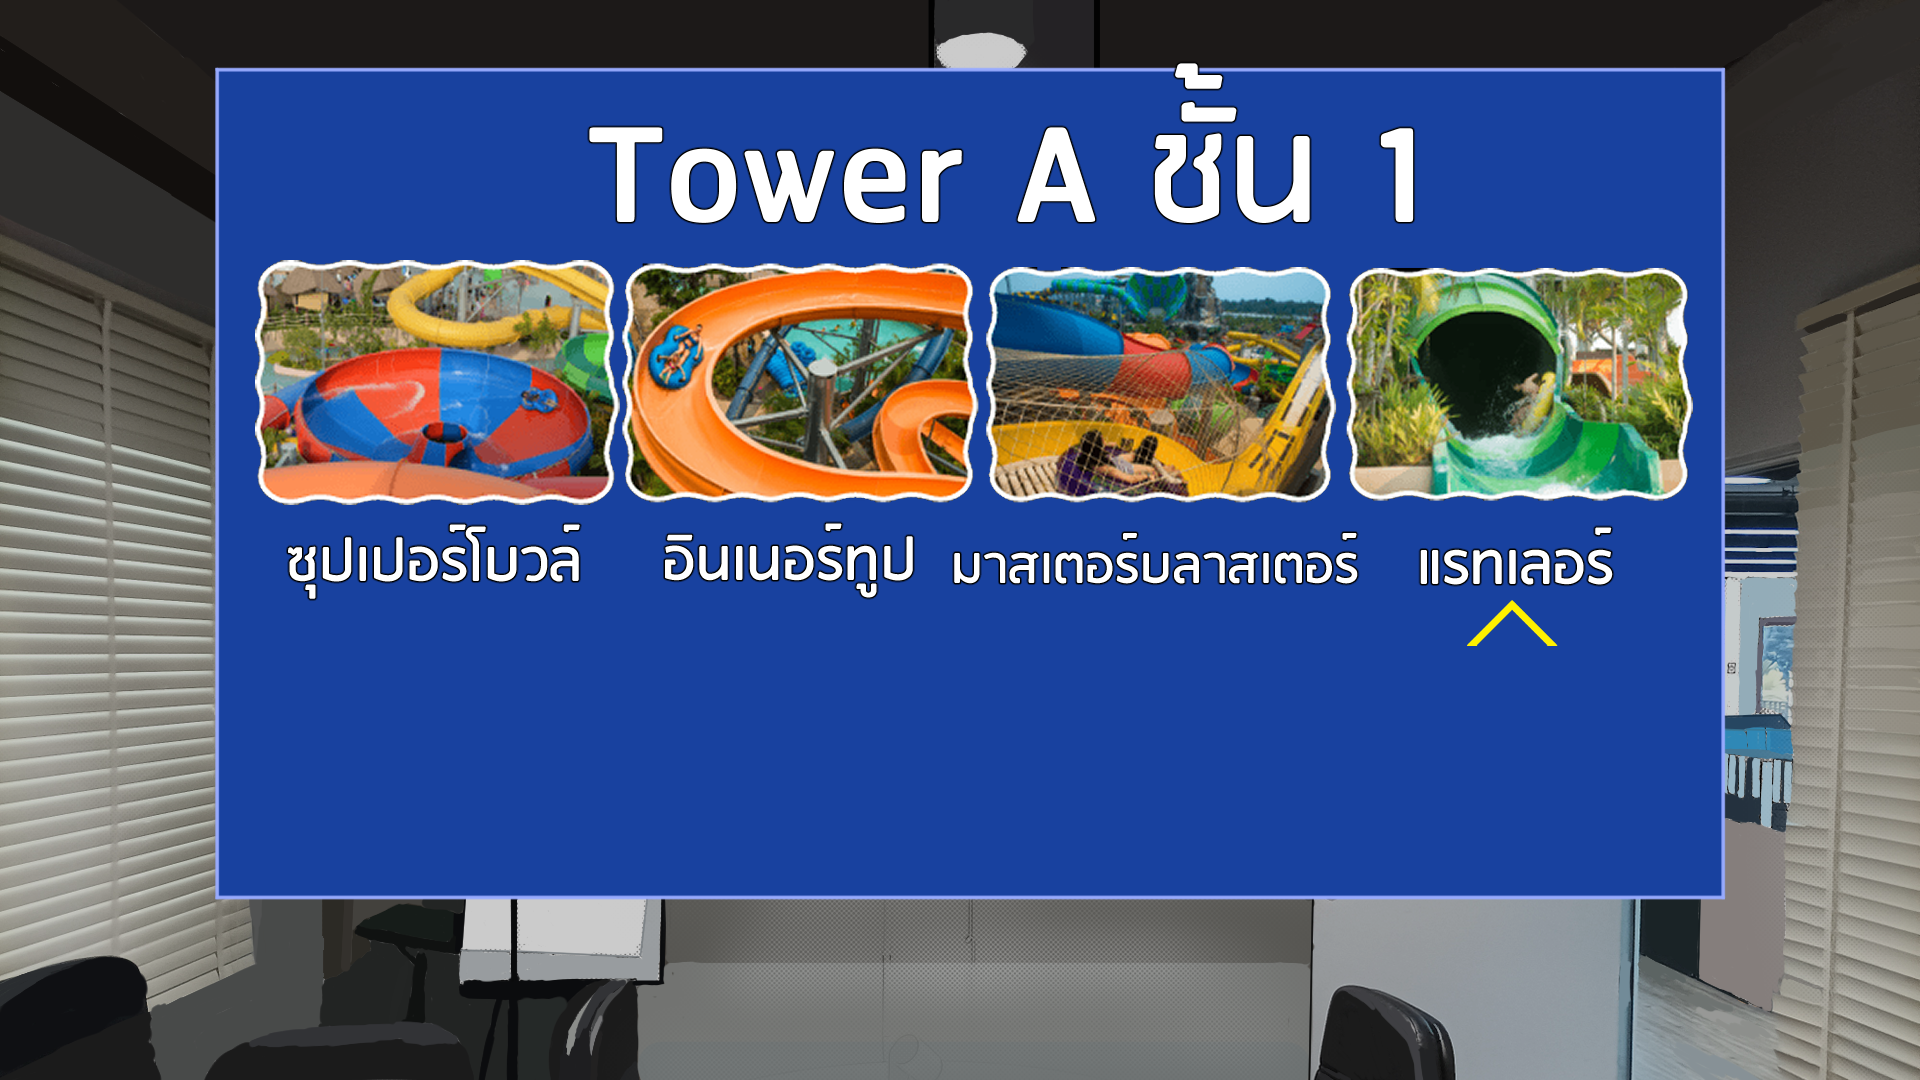 Tower A ชั้น 1
ซุปเปอร์โบวล์
อินเนอร์ทูป
มาสเตอร์บลาสเตอร์
แรทเลอร์